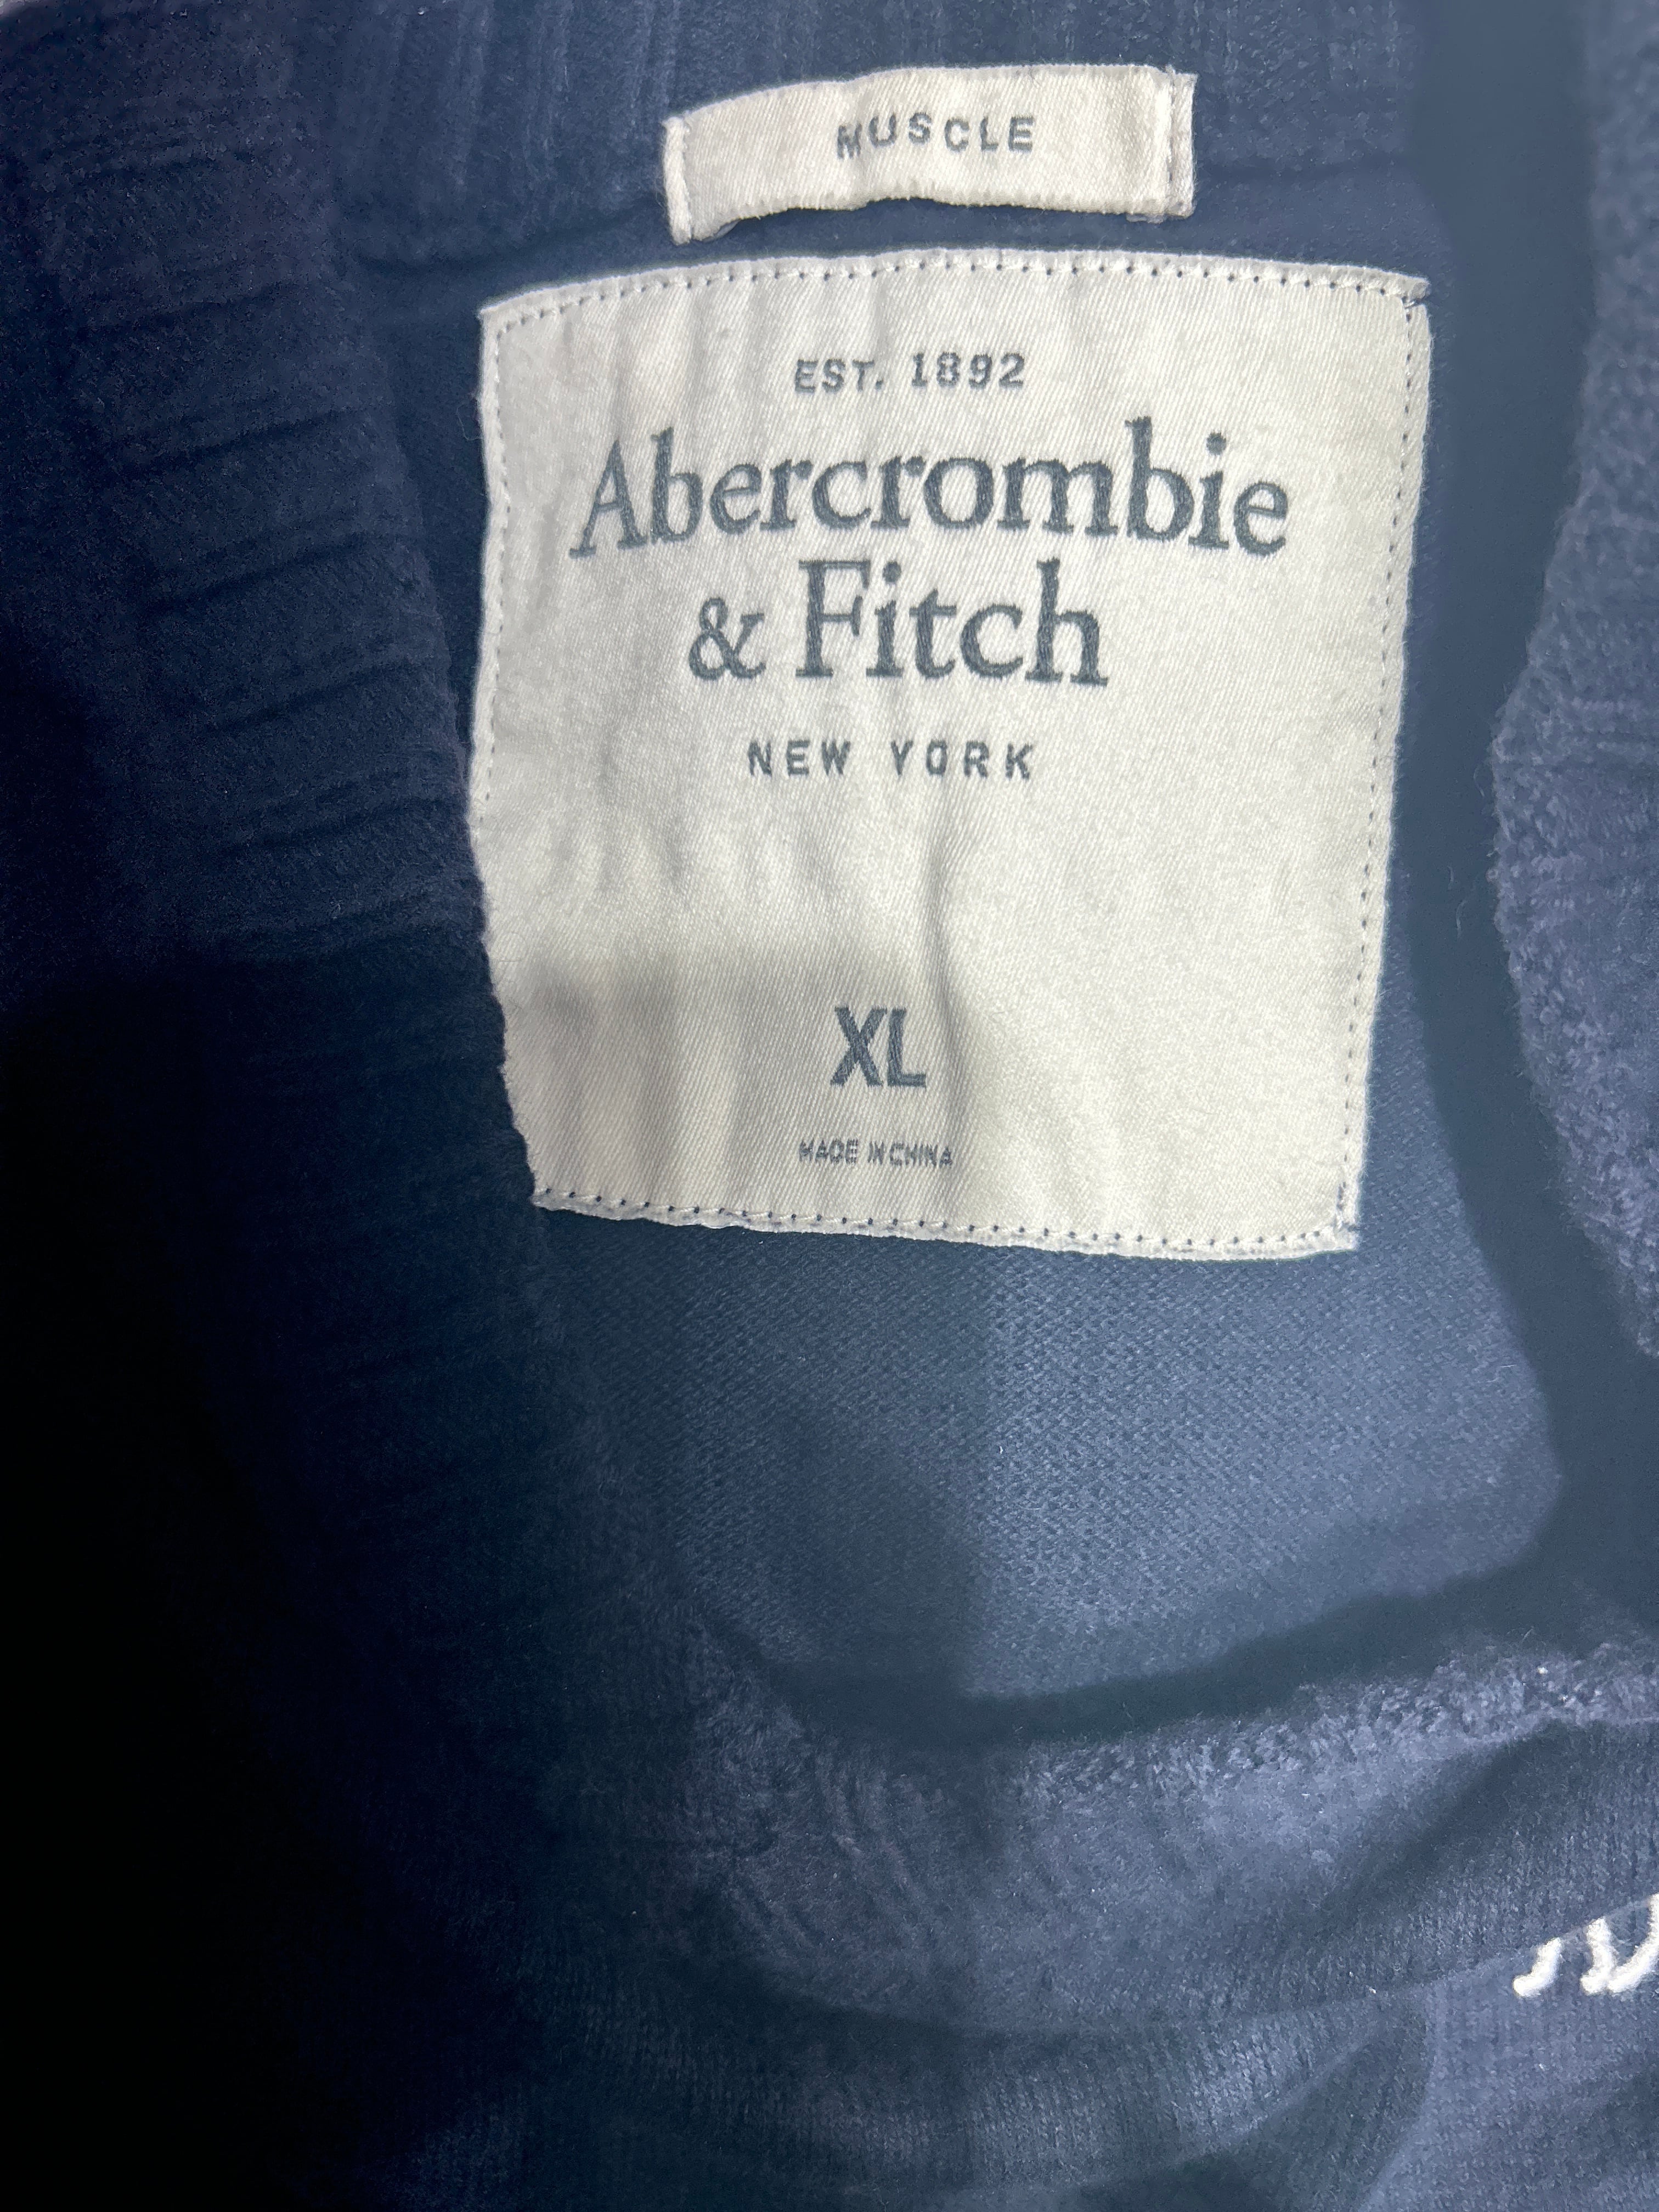 MUSCLE
EST. 1892
Abercrombie
& Fitch
NEW YORK
XL
MADE IN CHINA